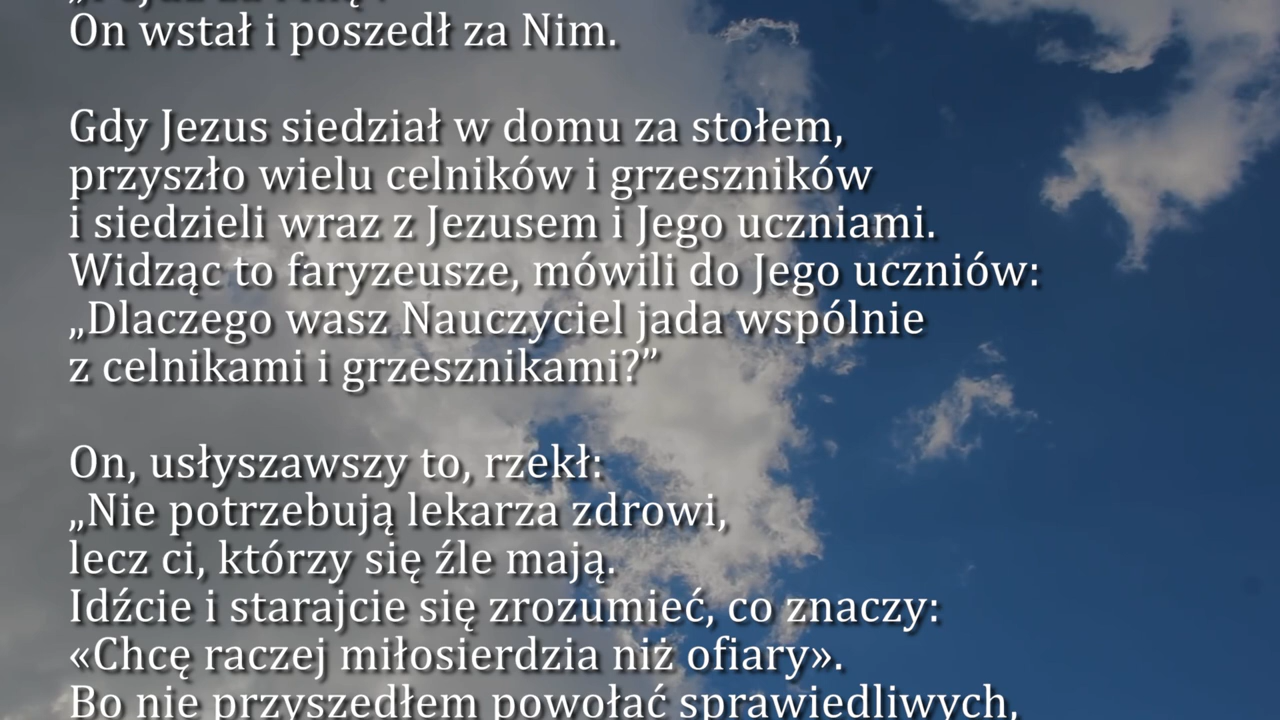 On wstał i poszedł za Nim.
Gdy Jezus siedział w domu za stołem,
przyszło wielu celników i grzeszników
i siedzieli wraz z Jezusem i Jego uczniami.
Widząc to faryzeusze, mówili do Jego uczniów:
„Dlaczego wasz Nauczyciel jada wspólnie
z celnikami i grzesznikami?”
On, usłyszawszy to, rzekł:
„Nie potrzebują lekarza zdrowi,
lecz ci, którzy się źle mają.
Idźcie i starajcie się zrozumieć, co znaczy:
«Chcę raczej miłosierdzia niż ofiary».
Bo nie przyszedłem powołać sprawiedliwych,